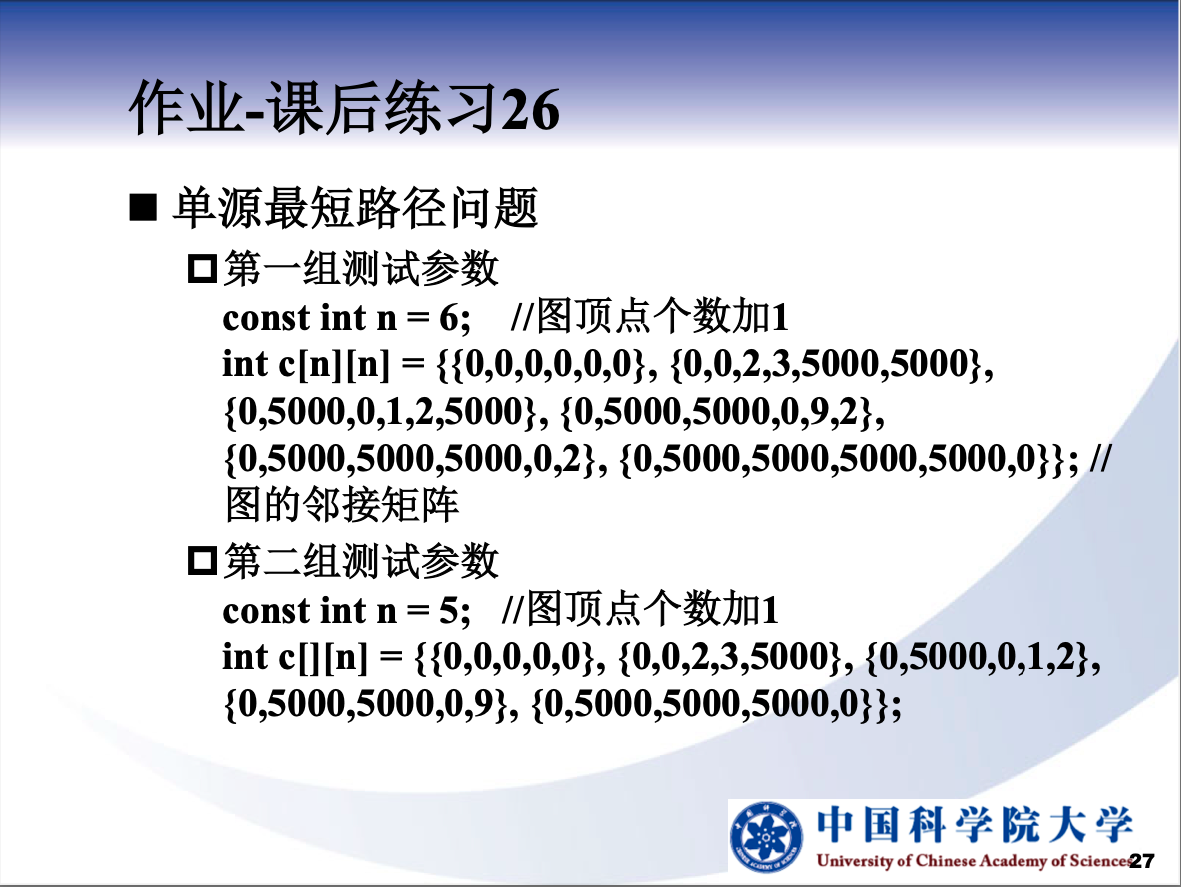 作业-课后练习26
■ 单源最短路径问题
第一组测试参数
const int n = 6; //图顶点个数加1
int c[n][n] = {{0,0,0,0,0,0}, {0,0,2,3,5000,5000},
{0,5000,0,1,2,5000}, {0,5000,5000,0,9,2},
{0,5000,5000,5000,0,2}, {0,5000,5000,5000,5000,0}}; //
图的邻接矩阵
第二组测试参数
const int n = 5; //图顶点个数加1
int c[][n] = {{0,0,0,0,0}, {0,0,2,3,5000}, {0,5000,0,1,2},
{0,5000,5000,0,9}, {0,5000,5000,5000,0}};
中国科学院大学
University of Chinese Academy of Sciences
27